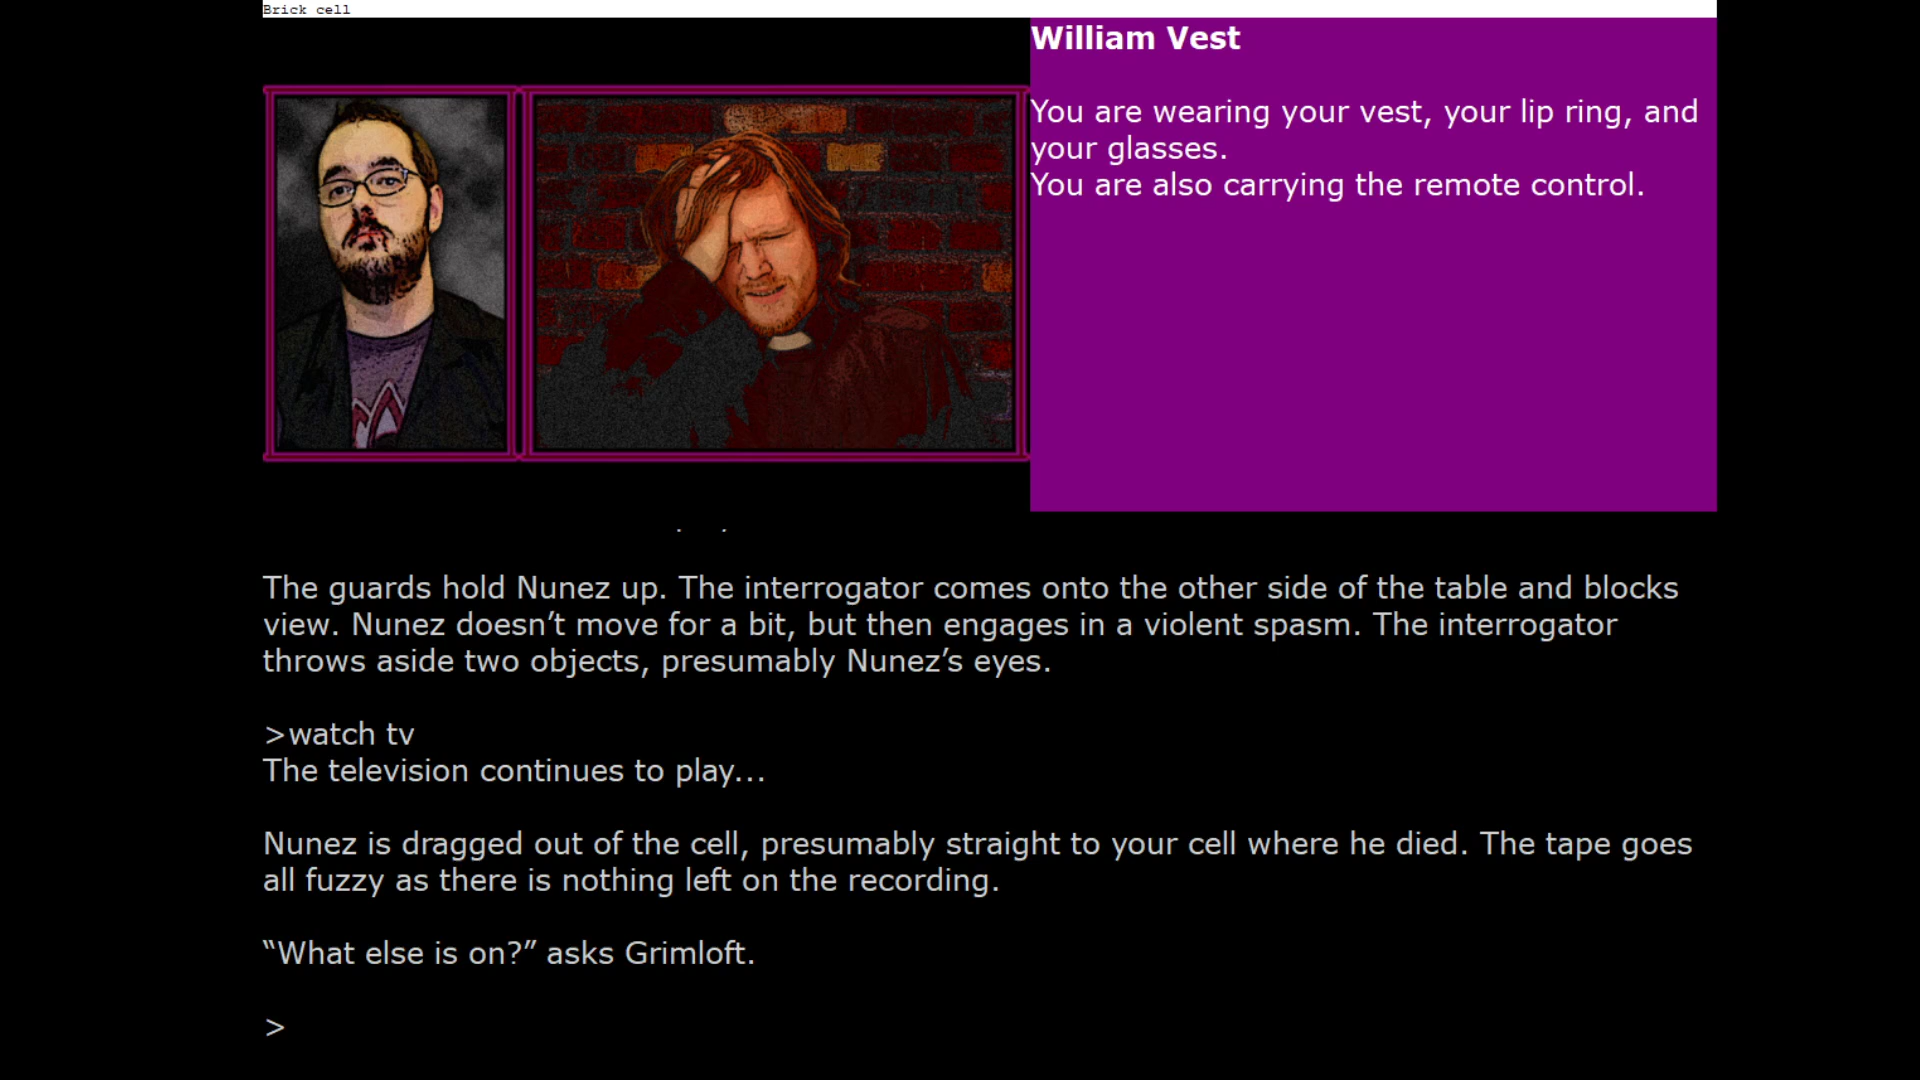 Brick cell
William Vest
You are wearing your vest, your lip ring, and
your glasses.
You are also carrying the remote control.
The guards hold Nunez up. The interrogator comes onto the other side of the table and blocks
view. Nunez doesn’t move for a bit, but then engages in a violent spasm. The interrogator
throws aside two objects, presumably Nunez’s eyes.
>watch tv
The television continues to play…
Nunez is dragged out of the cell, presumably straight to your cell where he died. The tape goes
all fuzzy as there is nothing left on the recording.
“What else is on?” asks Grimloft.
>